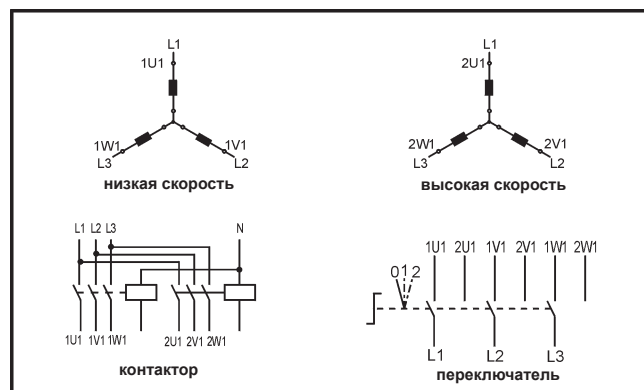 L1
1U1
1W1
1V1
L3
L2
низкая скорость
L1
2U1
2W1
2V1
L3
L2
высокая скорость
L1 L2 L3 N
1U1 1V1 1W1 2U1 2V1 2W1
контактор
1U1 2U1 1V1 2V1 1W1 2W1
0 1 2
L1 L2 L3
переключатель